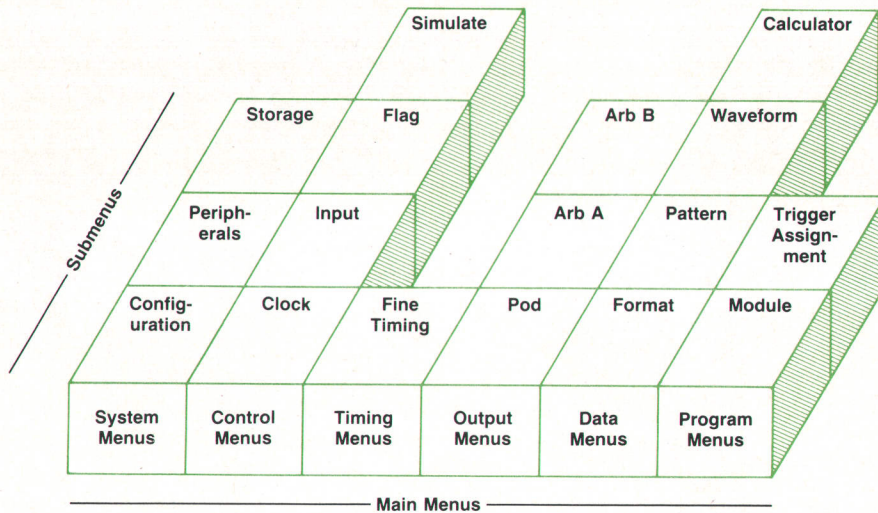 Simulate
Calculator
Storage
Flag
Arb B
Waveform
Submenus
Periph-
erals
Input
Arb A
Pattern
Trigger
Assign-
ment
Config-
uration
Clock
Fine
Timing
Pod
Format
Module
System
Menus
Control
Menus
Timing
Menus
Output
Menus
Data
Menus
Program
Menus
Main Menus